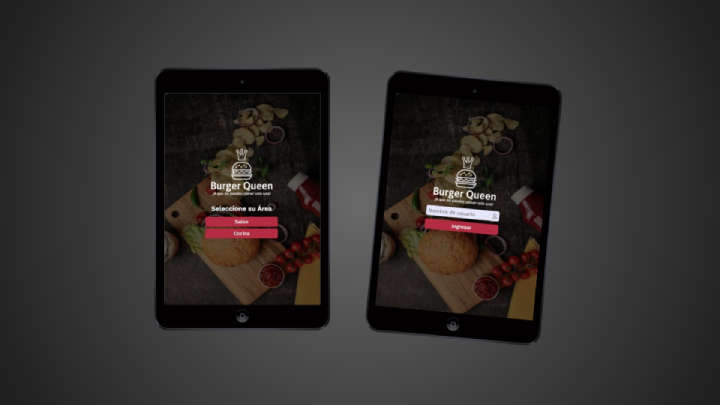 Burger Queen
¡A que no puedes comer solo una!
Seleccione su Área
Salón
Cocina
Burger Queen
¡A que no puedes comer solo una!
Nombre de usuario
Ingresar